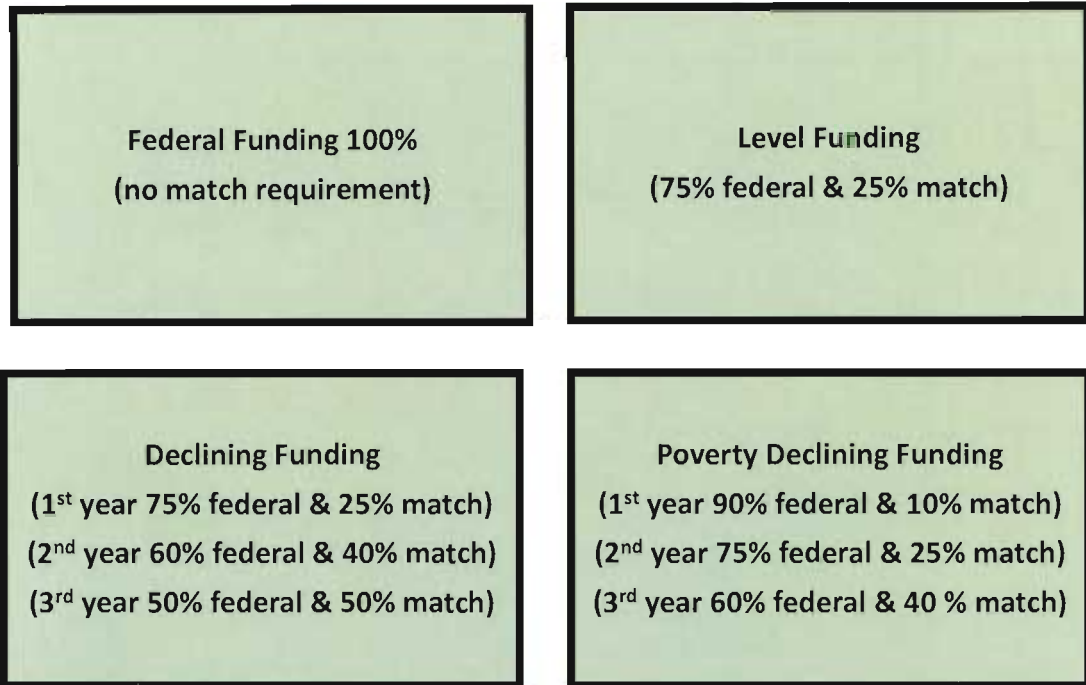 Federal Funding 100%
(no match requirement)
Level Funding
(75% federal & 25% match)
Declining Funding
(1st year 75% federal & 25% match)
(2nd year 60% federal & 40% match)
(3rd year 50% federal & 50% match)
Poverty Declining Funding
(1st year 90% federal & 10% match)
(2nd year 75% federal & 25% match)
(3rd year 60% federal & 40 % match)